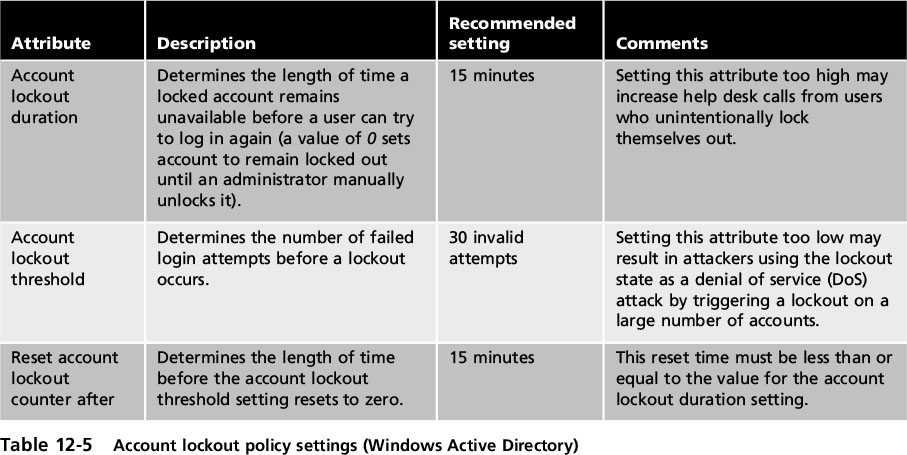 Attribute
Description
Recommended
setting
Comments
Account
lockout
duration
Determines the length of time a
locked account remains
unavailable before a user can try
to log in again (a value of 0 sets
account to remain locked out
until an administrator manually
unlocks it).
15 minutes
Setting this attribute too high may
increase help desk calls from users
who unintentionally lock
themselves out.
Account
lockout
threshold
Determines the number of failed
login attempts before a lockout
occurs.
30 invalid
attempts
Setting this attribute too low may
result in attackers using the lockout
state as a denial of service (DoS)
attack by triggering a lockout on a
large number of accounts.
Reset account
lockout
counter after
Determines the length of time
before the account lockout
threshold setting resets to zero.
15 minutes
This reset time must be less than or
equal to the value for the account
lockout duration setting.
Table 12-5 Account lockout policy settings (Windows Active Directory)